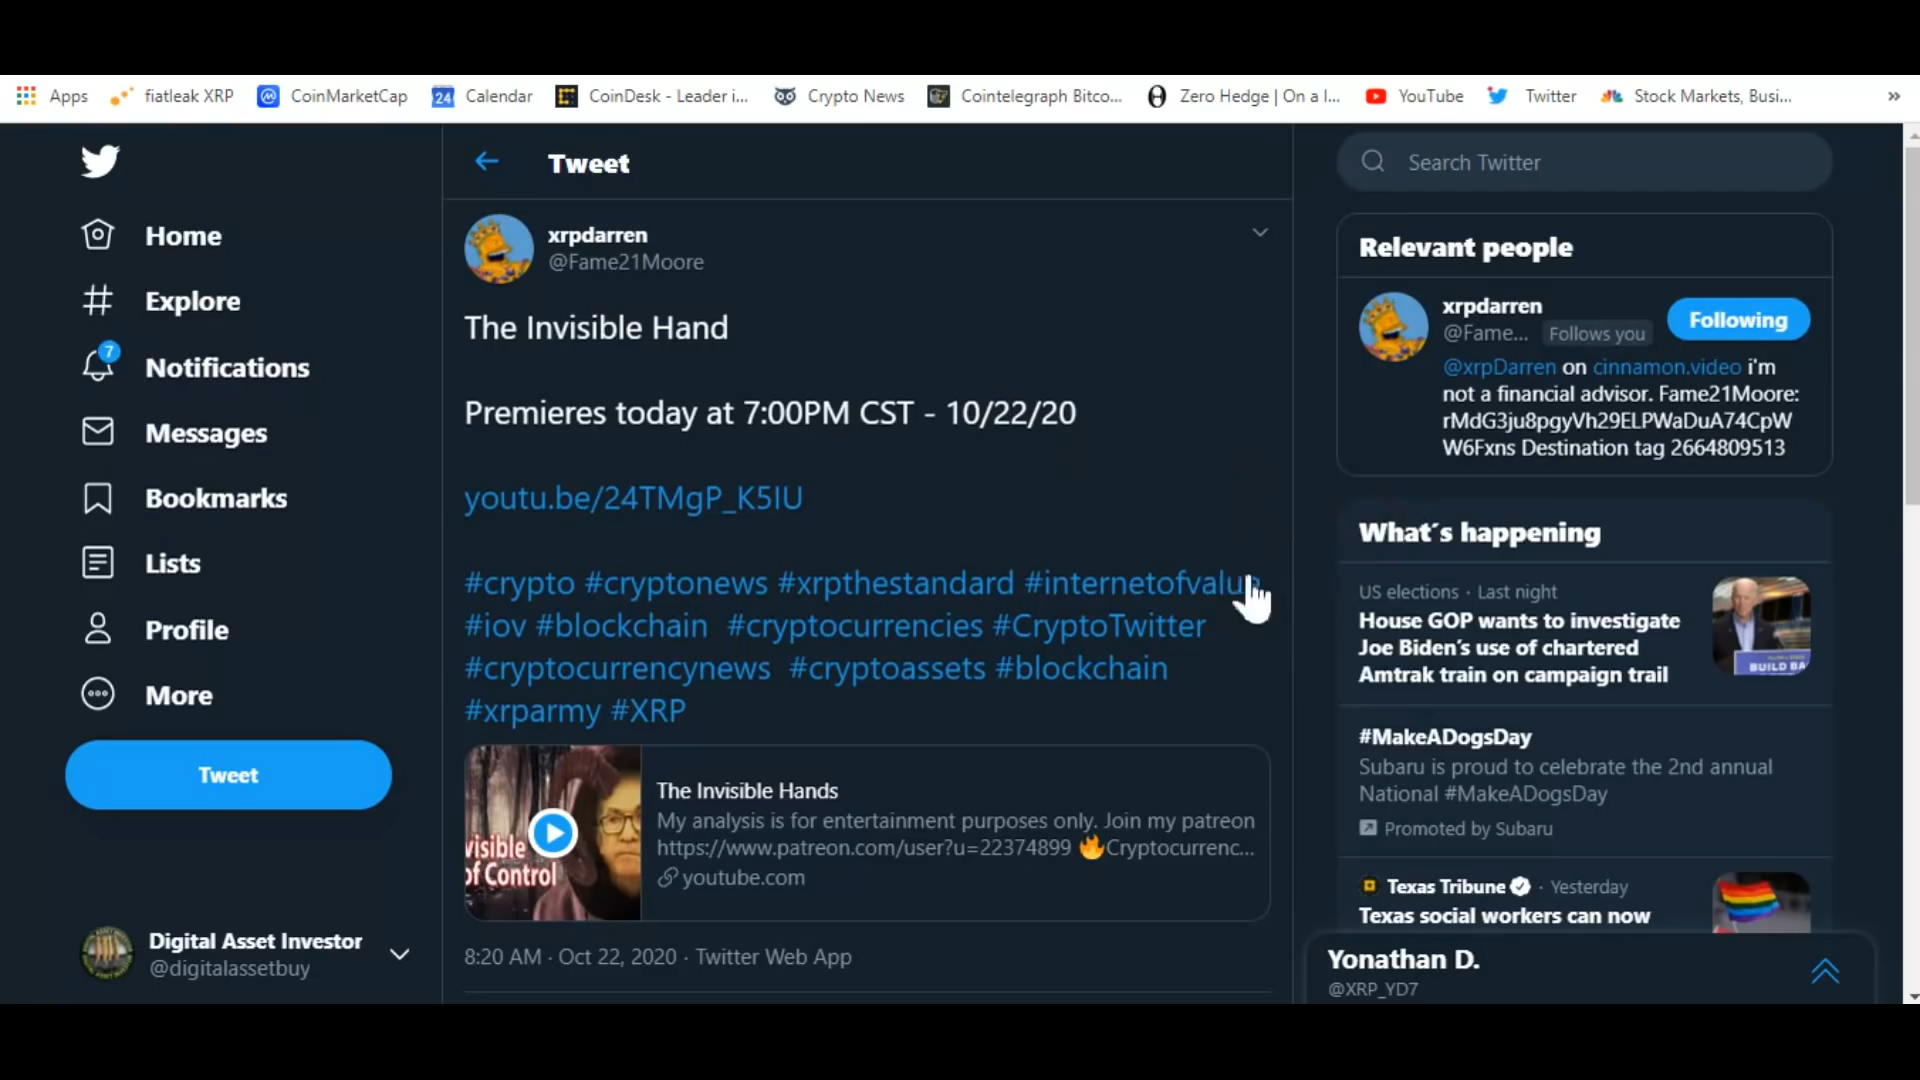 Apps fiatleak XRP CoinMarketCap 24 Calendar CoinDesk - Leader i... Crypto News Cointelegraph Bitco... Zero Hedge | On a l... YouTube Twitter Stock Markets, Busi... »
Tweet
Search Twitter
Home
Explore
7
Notifications
Messages
Bookmarks
Lists
Profile
More
Tweet
Digital Asset Investor
@digitalassetbuy
xrpdarren
@Fame21Moore
The Invisible Hand
Premieres today at 7:00PM CST - 10/22/20
youtu.be/24TMgP_K5IU
#crypto #cryptonews #xrpthestandard #internetofvalue
#iov #blockchain #cryptocurrencies #CryptoTwitter
#cryptocurrencynews #cryptoassets #blockchain
#xrparmy #XRP
visible
of Control
The Invisible Hands
My analysis is for entertainment purposes only. Join my patreon
https://www.patreon.com/user?u=22374899 🔥Cryptocurrenc...
youtube.com
8:20 AM · Oct 22, 2020 · Twitter Web App
Relevant people
xrpdarren
@Fame... Follows you
Following
@xrpDarren on cinnamon.video i'm
not a financial advisor. Fame21Moore:
rMdG3ju8pgyVh29ELPWaDuA74CpW
W6Fxns Destination tag 2664809513
What´s happening
US elections · Last night
House GOP wants to investigate
Joe Biden’s use of chartered
Amtrak train on campaign trail
BUILD BA
#MakeADogsDay
Subaru is proud to celebrate the 2nd annual
National #MakeADogsDay
Promoted by Subaru
Texas Tribune · Yesterday
Texas social workers can now
Yonathan D.
@XRP_YD7